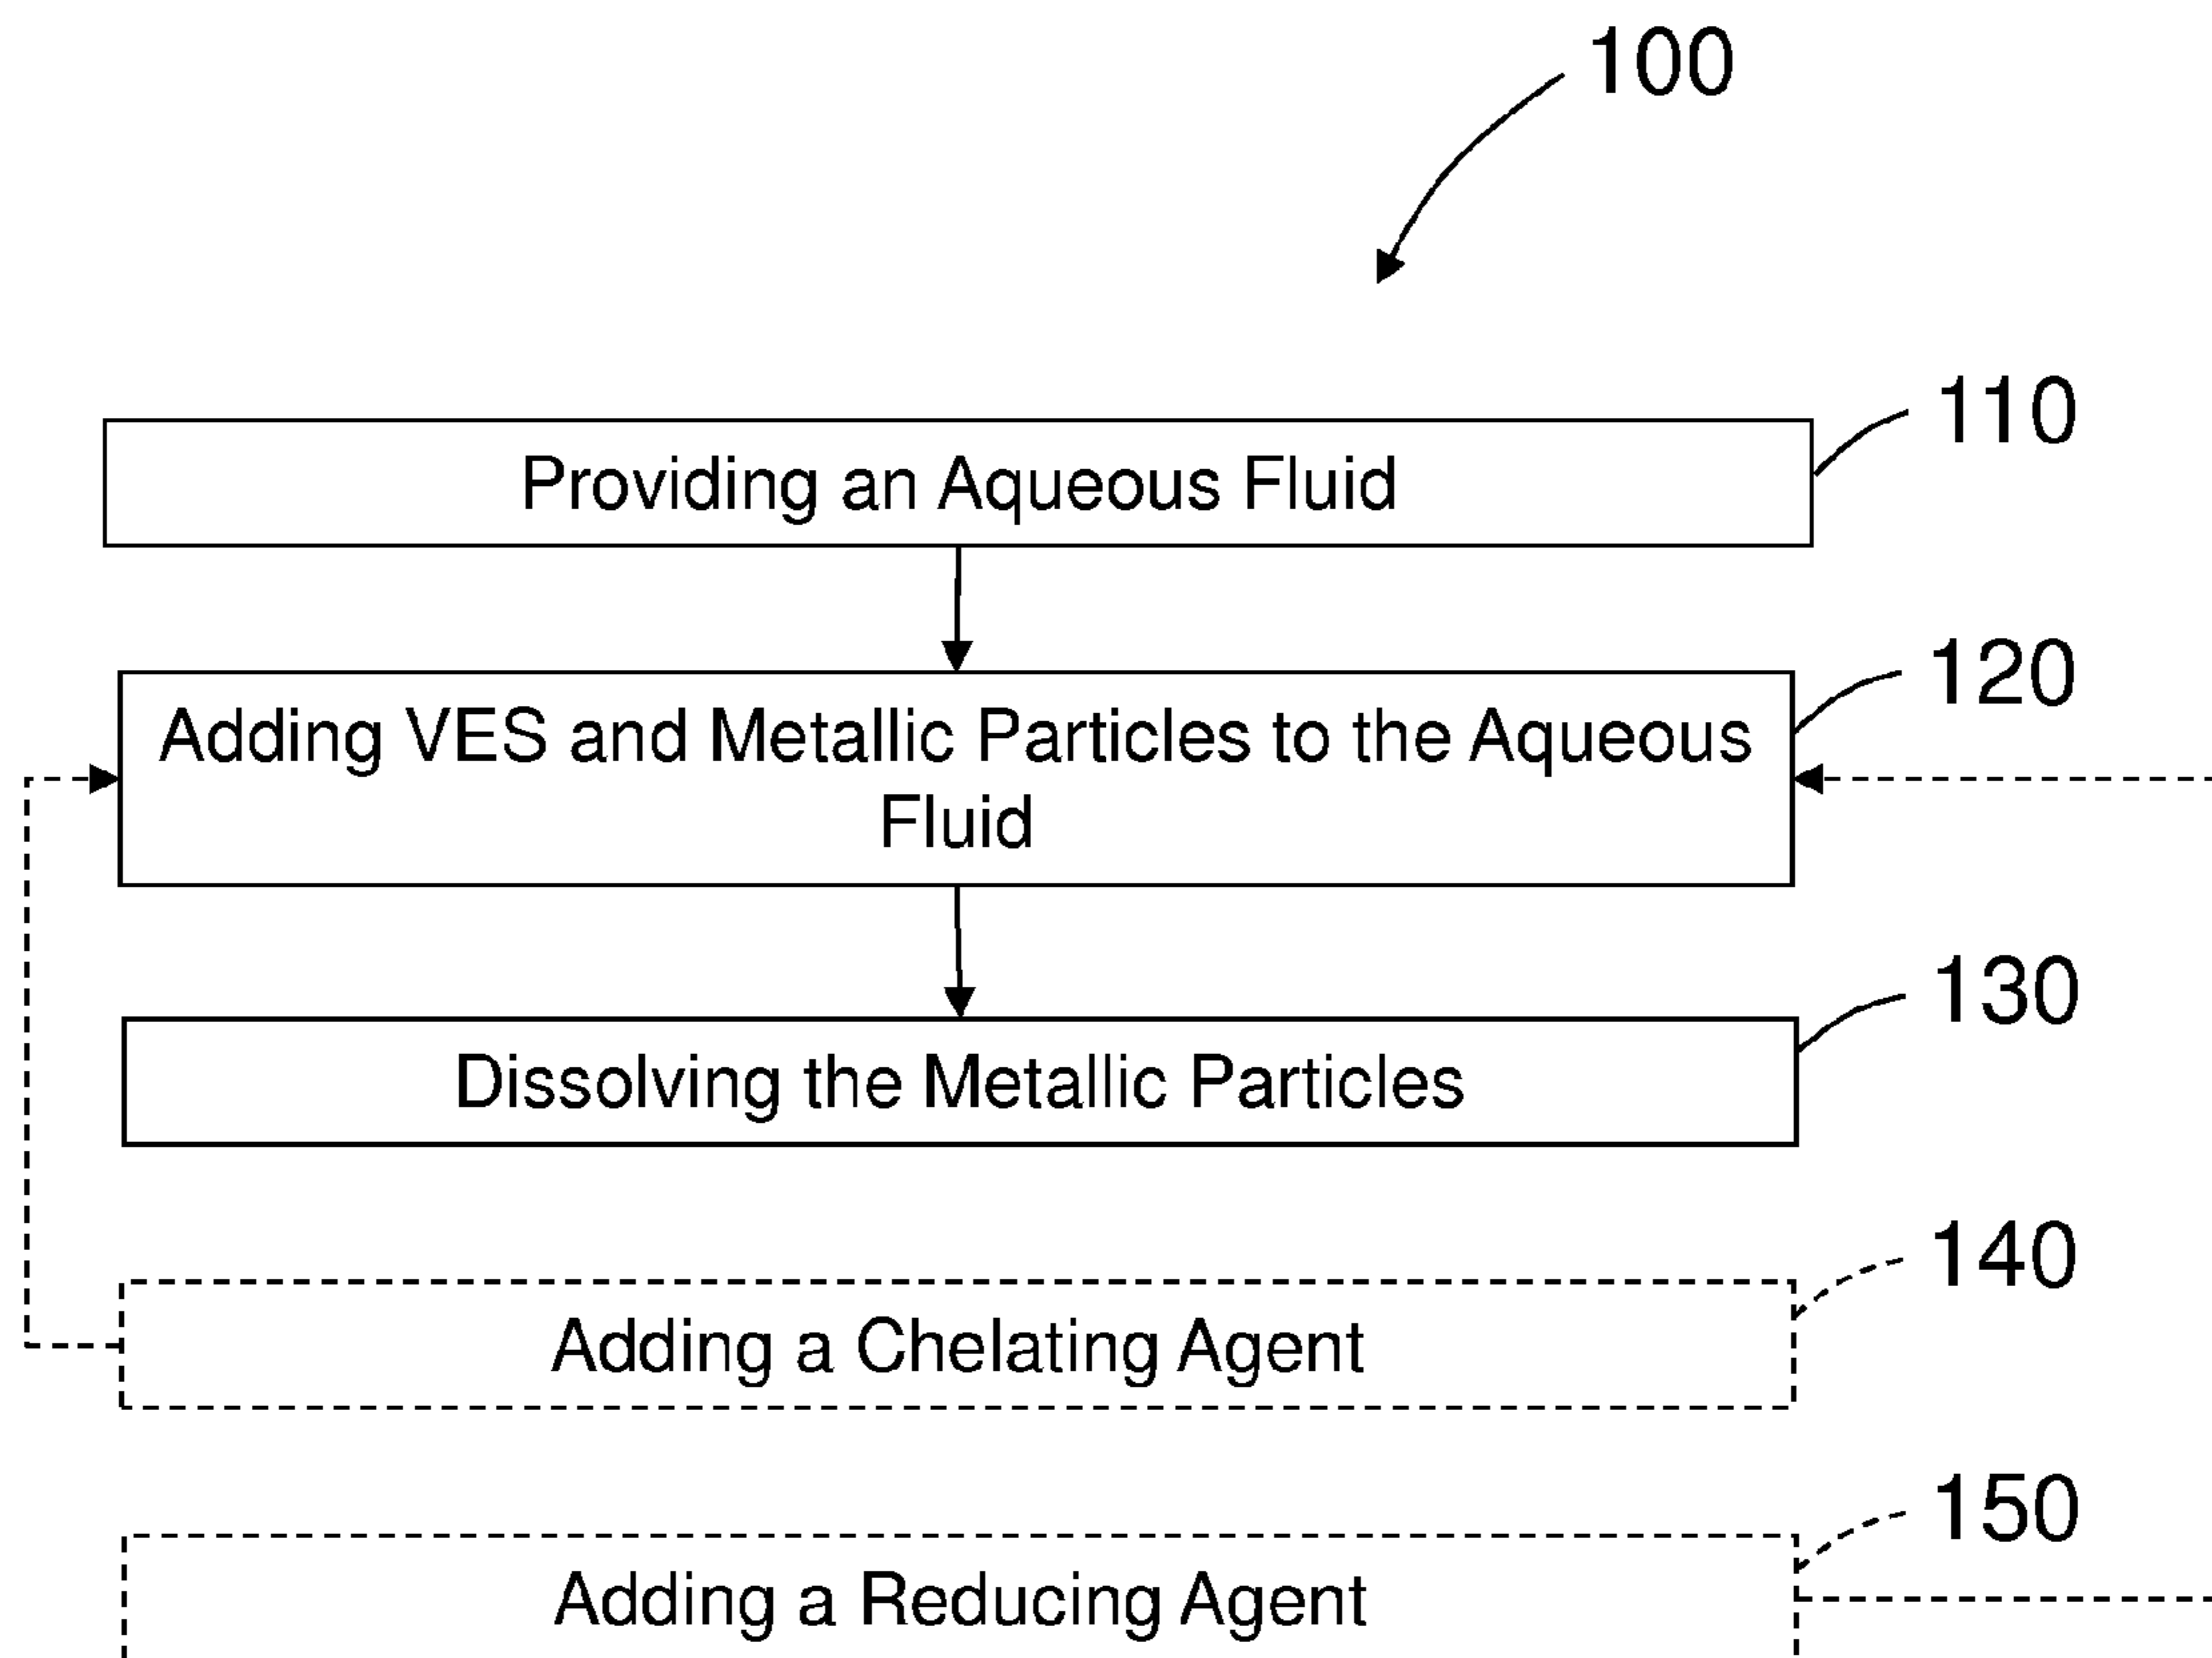 100
110
Providing an Aqueous Fluid
120
Adding VES and Metallic Particles to the Aqueous
Fluid
130
Dissolving the Metallic Particles
140
Adding a Chelating Agent
150
Adding a Reducing Agent